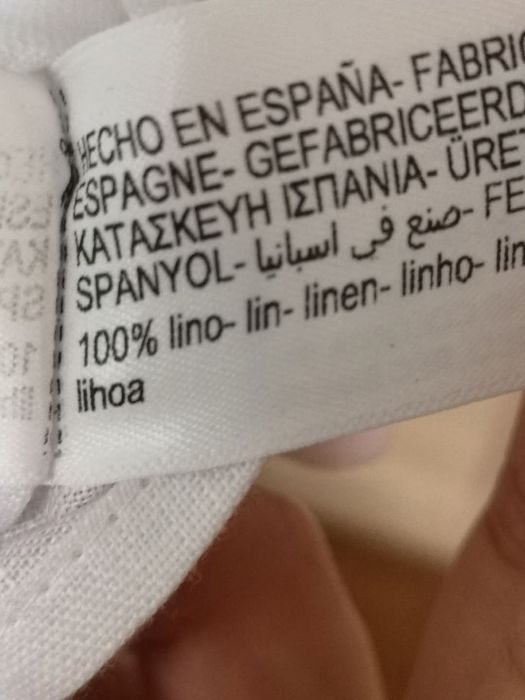 HECHO EN ESPAÑA- FABRIC
ESPAGNE- GEFABRICEERD
ΚΑΤΑΣΚΕΥΗ ΙΣΠΑΝΙΑ- ÜRE
SPANYOL- صنع في اسبانيا- FE
100% lino- lin- linen- linho- lin
lihoa